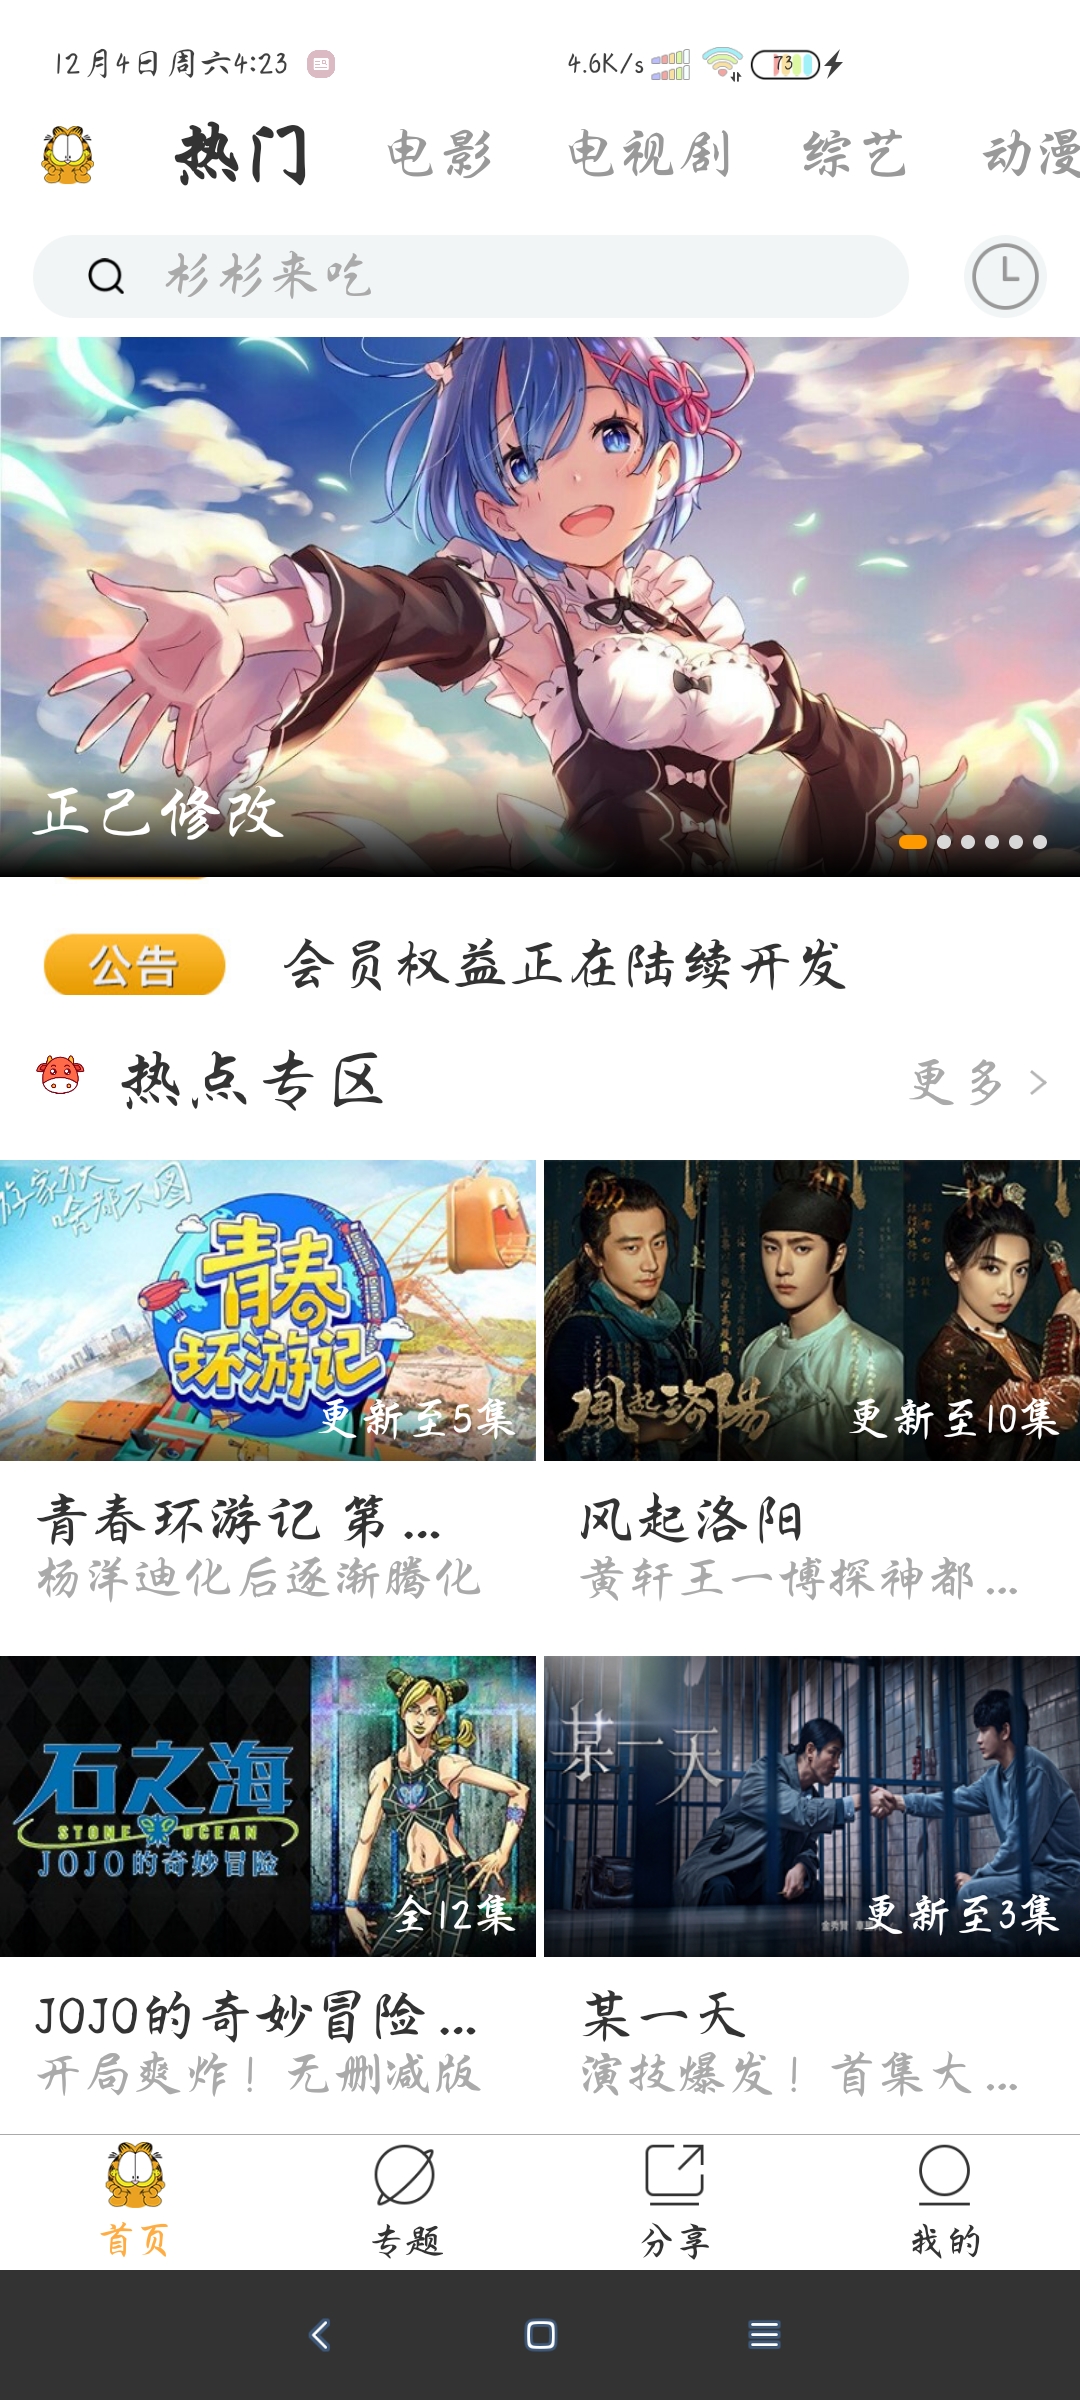 12月4日周六4:23
4.6K/s
73
热门
电影
电视剧
综艺
动漫
杉杉来吃
正己修改
公告
会员权益正在陆续开发
热点专区
更多
青春
环游记
更新至5集
風起洛陽
更新至10集
青春环游记 第...
杨洋迪化后逐渐腾化
风起洛阳
黄轩王一博探神都...
石之海
STONE OCEAN
JOJO的奇妙冒险
全12集
某一天
更新至3集
JOJO的奇妙冒险...
开局爽炸！无删减版
某一天
演技爆发！首集大...
首页
专题
分享
我的